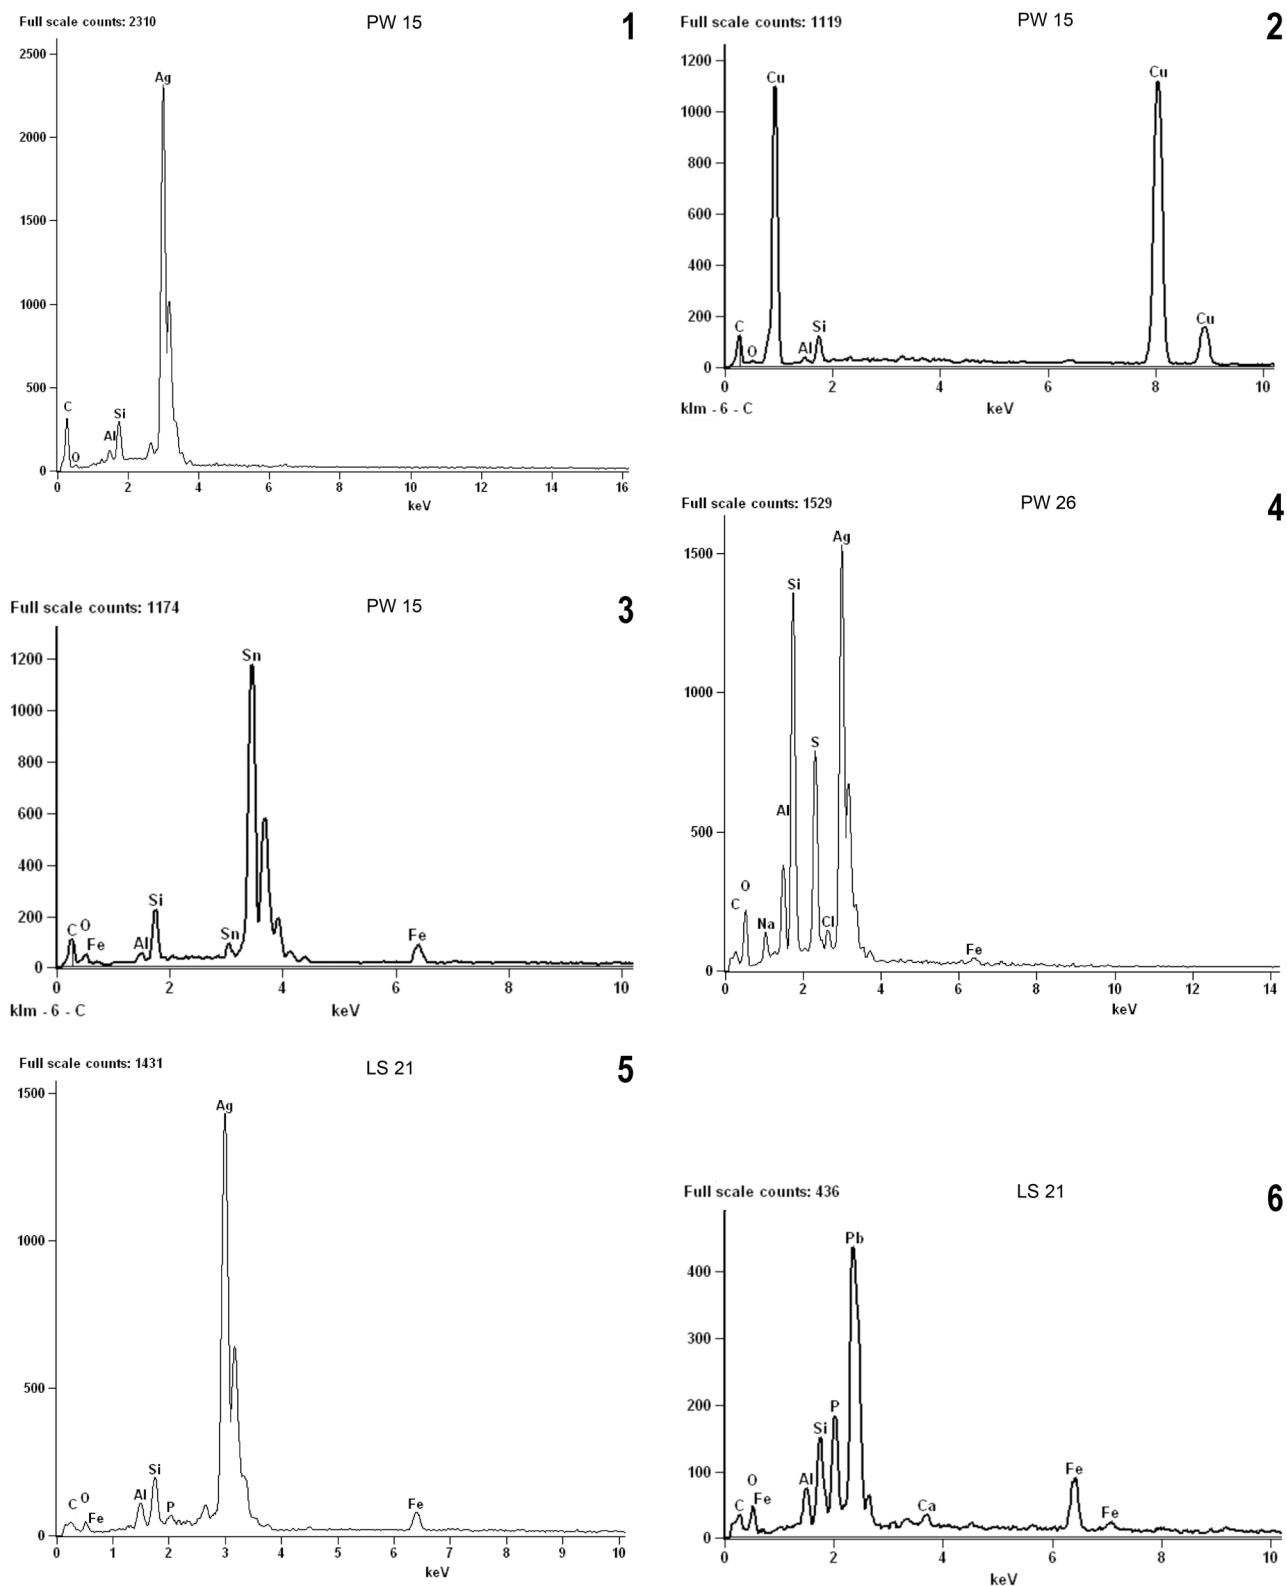 Full scale counts: 2310
PW 15
1
2500
2000
1500
1000
500
0
Ag
C
O
Al
Si
0 2 4 6 8 10 12 14 16
keV
Full scale counts: 1119
PW 15
2
1200
1000
800
600
400
200
0
Cu
Cu
Cu
C
O
Al
Si
0 2 4 6 8 10
klm - 6 - C
keV
Full scale counts: 1174
PW 15
3
1200
1000
800
600
400
200
0
Sn
Si
C
O
Fe
Al
Sn
Fe
0 2 4 6 8 10
klm - 6 - C
keV
Full scale counts: 1529
PW 26
4
1500
1000
500
0
Ag
Si
S
Al
O
C
Na
Cl
Fe
0 2 4 6 8 10 12 14
keV
Full scale counts: 1431
LS 21
5
1500
1000
500
0
Ag
Si
Al
C
O
Fe
P
Fe
0 1 2 3 4 5 6 7 8 9 10
keV
Full scale counts: 436
LS 21
6
400
300
200
100
0
Pb
P
Si
Al
O
Fe
C
Ca
Fe
Fe
0 2 4 6 8 10
keV